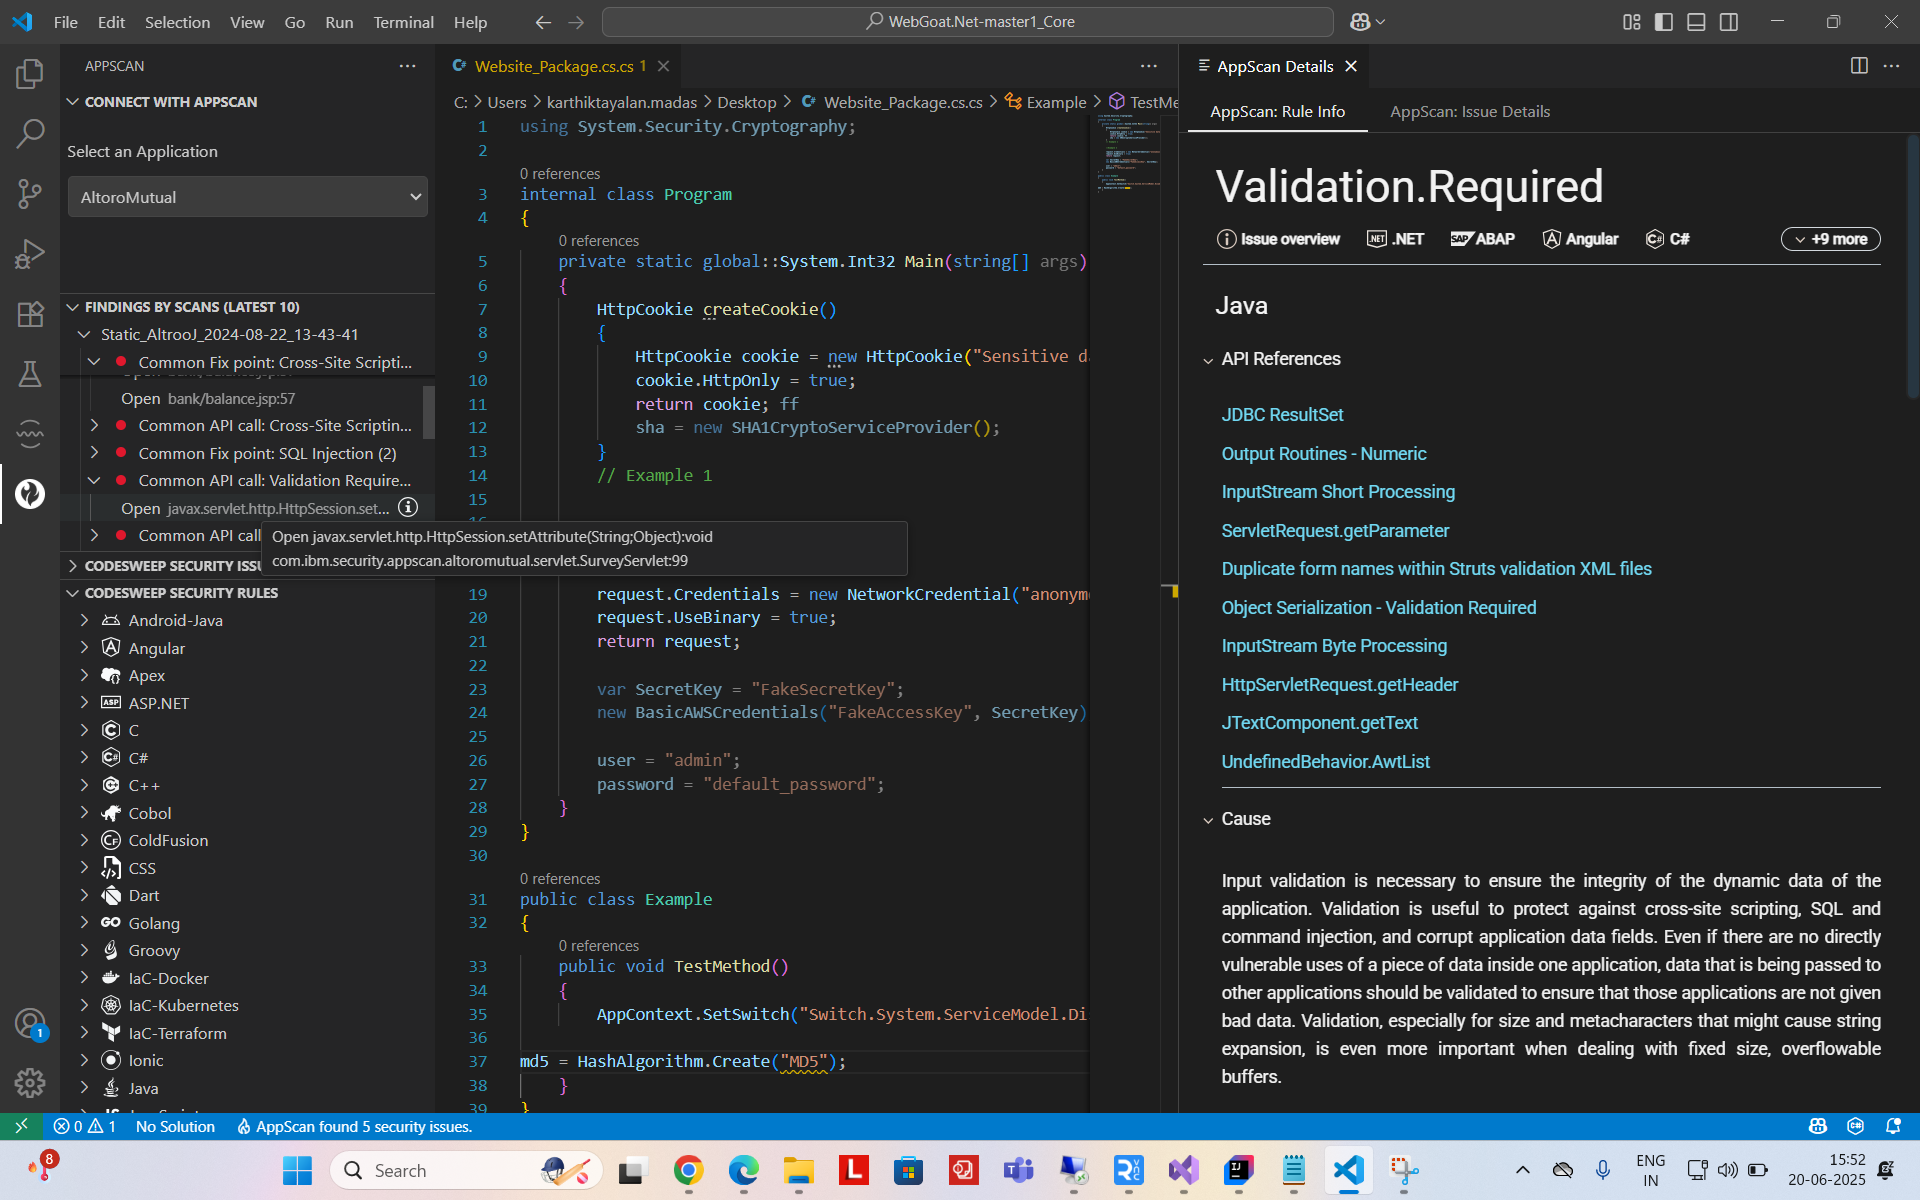 File Edit Selection View Go Run Terminal Help
WebGoat.Net-master1_Core
APPSCAN
CONNECT WITH APPSCAN
Select an Application
AltoroMutual
FINDINGS BY SCANS (LATEST 10)
Static_AltrooJ_2024-08-22_13-43-41
Common Fix point: Cross-Site Scripti...
Open bank/balance.jsp:57
Common API call: Cross-Site Scriptin...
Common Fix point: SQL Injection (2)
Common API call: Validation Require...
Open javax.servlet.http.HttpSession.set...
Common API call
Open javax.servlet.http.HttpSession.setAttribute(String;Object):void
com.ibm.security.appscan.altoromutual.servlet.SurveyServlet:99
CODESWEEP SECURITY ISSU
CODESWEEP SECURITY RULES
Android-Java
Angular
Apex
ASP.NET
C
C#
C++
Cobol
ColdFusion
CSS
Dart
Golang
Groovy
IaC-Docker
IaC-Kubernetes
IaC-Terraform
Ionic
Java
Website_Package.cs.cs 1
C: > Users > karthiktayalan.madas > Desktop > Website_Package.cs.cs > Example > TestMe
1 using System.Security.Cryptography;
2
0 references
3 internal class Program
4 {
0 references
5 private static global::System.Int32 Main(string[] args)
6 {
7 HttpCookie createCookie()
8 {
9 HttpCookie cookie = new HttpCookie("Sensitive d
10 cookie.HttpOnly = true;
11 return cookie; ff
12 sha = new SHA1CryptoServiceProvider();
13 }
14 // Example 1
15
19 request.Credentials = new NetworkCredential("anonym
20 request.UseBinary = true;
21 return request;
22
23 var SecretKey = "FakeSecretKey";
24 new BasicAWSCredentials("FakeAccessKey", SecretKey)
25
26 user = "admin";
27 password = "default_password";
28 }
29 }
30
0 references
31 public class Example
32 {
0 references
33 public void TestMethod()
34 {
35 AppContext.SetSwitch("Switch.System.ServiceModel.Di
36
37 md5 = HashAlgorithm.Create("MD5");
38 }
39 }
AppScan Details
AppScan: Rule Info AppScan: Issue Details
Validation.Required
Issue overview .NET ABAP Angular C# +9 more
Java
API References
JDBC ResultSet
Output Routines - Numeric
InputStream Short Processing
ServletRequest.getParameter
Duplicate form names within Struts validation XML files
Object Serialization - Validation Required
InputStream Byte Processing
HttpServletRequest.getHeader
JTextComponent.getText
UndefinedBehavior.AwtList
Cause
Input validation is necessary to ensure the integrity of the dynamic data of the
application. Validation is useful to protect against cross-site scripting, SQL and
command injection, and corrupt application data fields. Even if there are no directly
vulnerable uses of a piece of data inside one application, data that is being passed to
other applications should be validated to ensure that those applications are not given
bad data. Validation, especially for size and metacharacters that might cause string
expansion, is even more important when dealing with fixed size, overflowable
buffers.
1
0 1 No Solution AppScan found 5 security issues.
8
Search
ENG
IN
15:52
20-06-2025